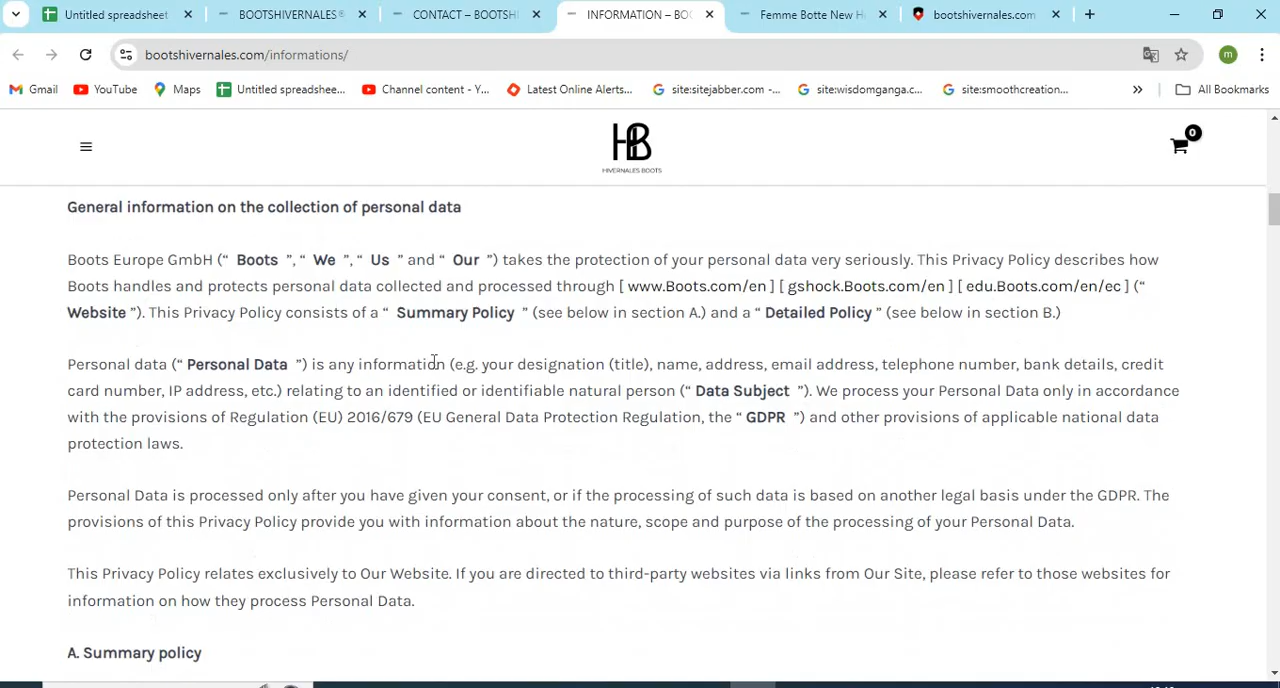 Untitled spreadsheet
BOOTSHIVERNALES®
CONTACT – BOOTSH
INFORMATION – BOO
Femme Botte New H
bootshivernales.com
bootshivernales.com/informations/
m
Gmail
YouTube
Maps
Untitled spreadshee...
Channel content - Y...
Latest Online Alerts...
site:sitejabber.com -...
site:wisdomganga.c...
site:smoothcreation...
»
All Bookmarks
HB
HIVERNALES BOOTS
0
General information on the collection of personal data
Boots Europe GmbH (“ Boots ”, “ We ”, “ Us ” and “ Our ”) takes the protection of your personal data very seriously. This Privacy Policy describes how
Boots handles and protects personal data collected and processed through [ www.Boots.com/en ] [ gshock.Boots.com/en ] [ edu.Boots.com/en/ec ] (“
Website ”). This Privacy Policy consists of a “ Summary Policy ” (see below in section A.) and a “ Detailed Policy ” (see below in section B.)
Personal data (“ Personal Data ”) is any information (e.g. your designation (title), name, address, email address, telephone number, bank details, credit
card number, IP address, etc.) relating to an identified or identifiable natural person (“ Data Subject ”). We process your Personal Data only in accordance
with the provisions of Regulation (EU) 2016/679 (EU General Data Protection Regulation, the “ GDPR ”) and other provisions of applicable national data
protection laws.
Personal Data is processed only after you have given your consent, or if the processing of such data is based on another legal basis under the GDPR. The
provisions of this Privacy Policy provide you with information about the nature, scope and purpose of the processing of your Personal Data.
This Privacy Policy relates exclusively to Our Website. If you are directed to third-party websites via links from Our Site, please refer to those websites for
information on how they process Personal Data.
A. Summary policy